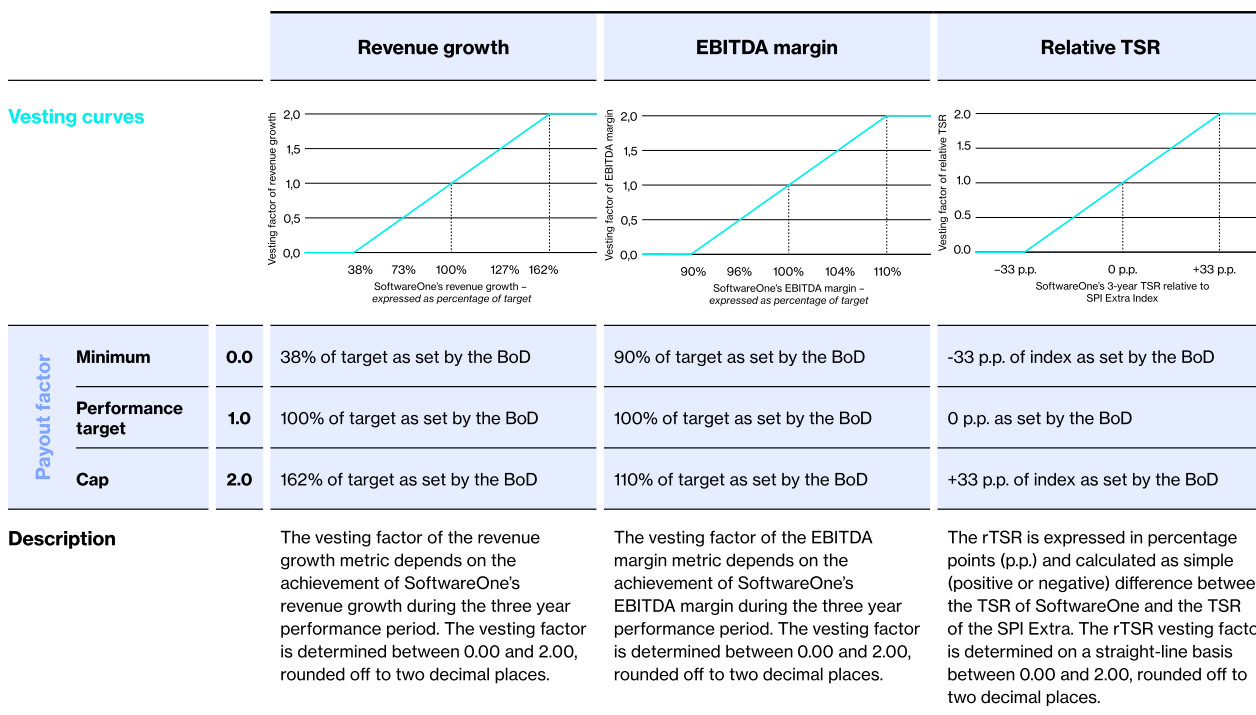 Revenue growth
EBITDA margin
Relative TSR
Vesting curves
Vesting factor of revenue growth
2,0
1,5
1,0
0,5
0,0
38%
73%
100%
127%
162%
SoftwareOne's revenue growth –
expressed as percentage of target
Vesting factor of EBITDA margin
2,0
1,5
1,0
0,5
0,0
90%
96%
100%
104%
110%
SoftwareOne's EBITDA margin –
expressed as percentage of target
Vesting factor of relative TSR
2.0
1.5
1.0
0.5
0.0
–33 p.p.
0 p.p.
+33 p.p.
SoftwareOne's 3-year TSR relative to
SPI Extra Index
Payout factor
Minimum
0.0
38% of target as set by the BoD
90% of target as set by the BoD
-33 p.p. of index as set by the BoD
Performance
target
1.0
100% of target as set by the BoD
100% of target as set by the BoD
0 p.p. as set by the BoD
Cap
2.0
162% of target as set by the BoD
110% of target as set by the BoD
+33 p.p. of index as set by the BoD
Description
The vesting factor of the revenue
growth metric depends on the
achievement of SoftwareOne's
revenue growth during the three year
performance period. The vesting factor
is determined between 0.00 and 2.00,
rounded off to two decimal places.
The vesting factor of the EBITDA
margin metric depends on the
achievement of SoftwareOne's
EBITDA margin during the three year
performance period. The vesting factor
is determined between 0.00 and 2.00,
rounded off to two decimal places.
The rTSR is expressed in percentage
points (p.p.) and calculated as simple
(positive or negative) difference betwee
the TSR of SoftwareOne and the TSR
of the SPI Extra. The rTSR vesting facto
is determined on a straight-line basis
between 0.00 and 2.00, rounded off to
two decimal places.